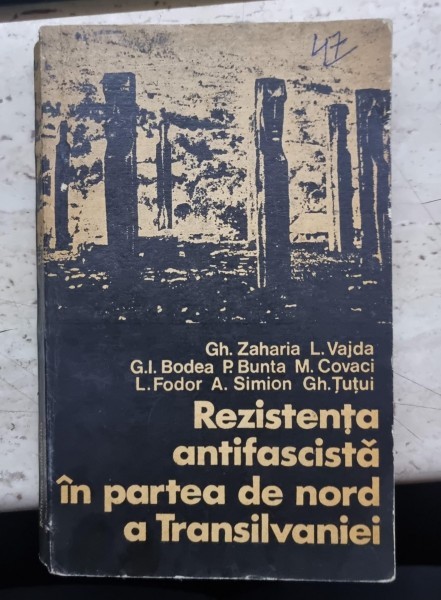 47
Gh. Zaharia L. Vajda
G.I. Bodea P. Bunta M. Covaci
L. Fodor A. Simion Gh. Țuțui
Rezistența
antifascistă
în partea de nord
a Transilvaniei